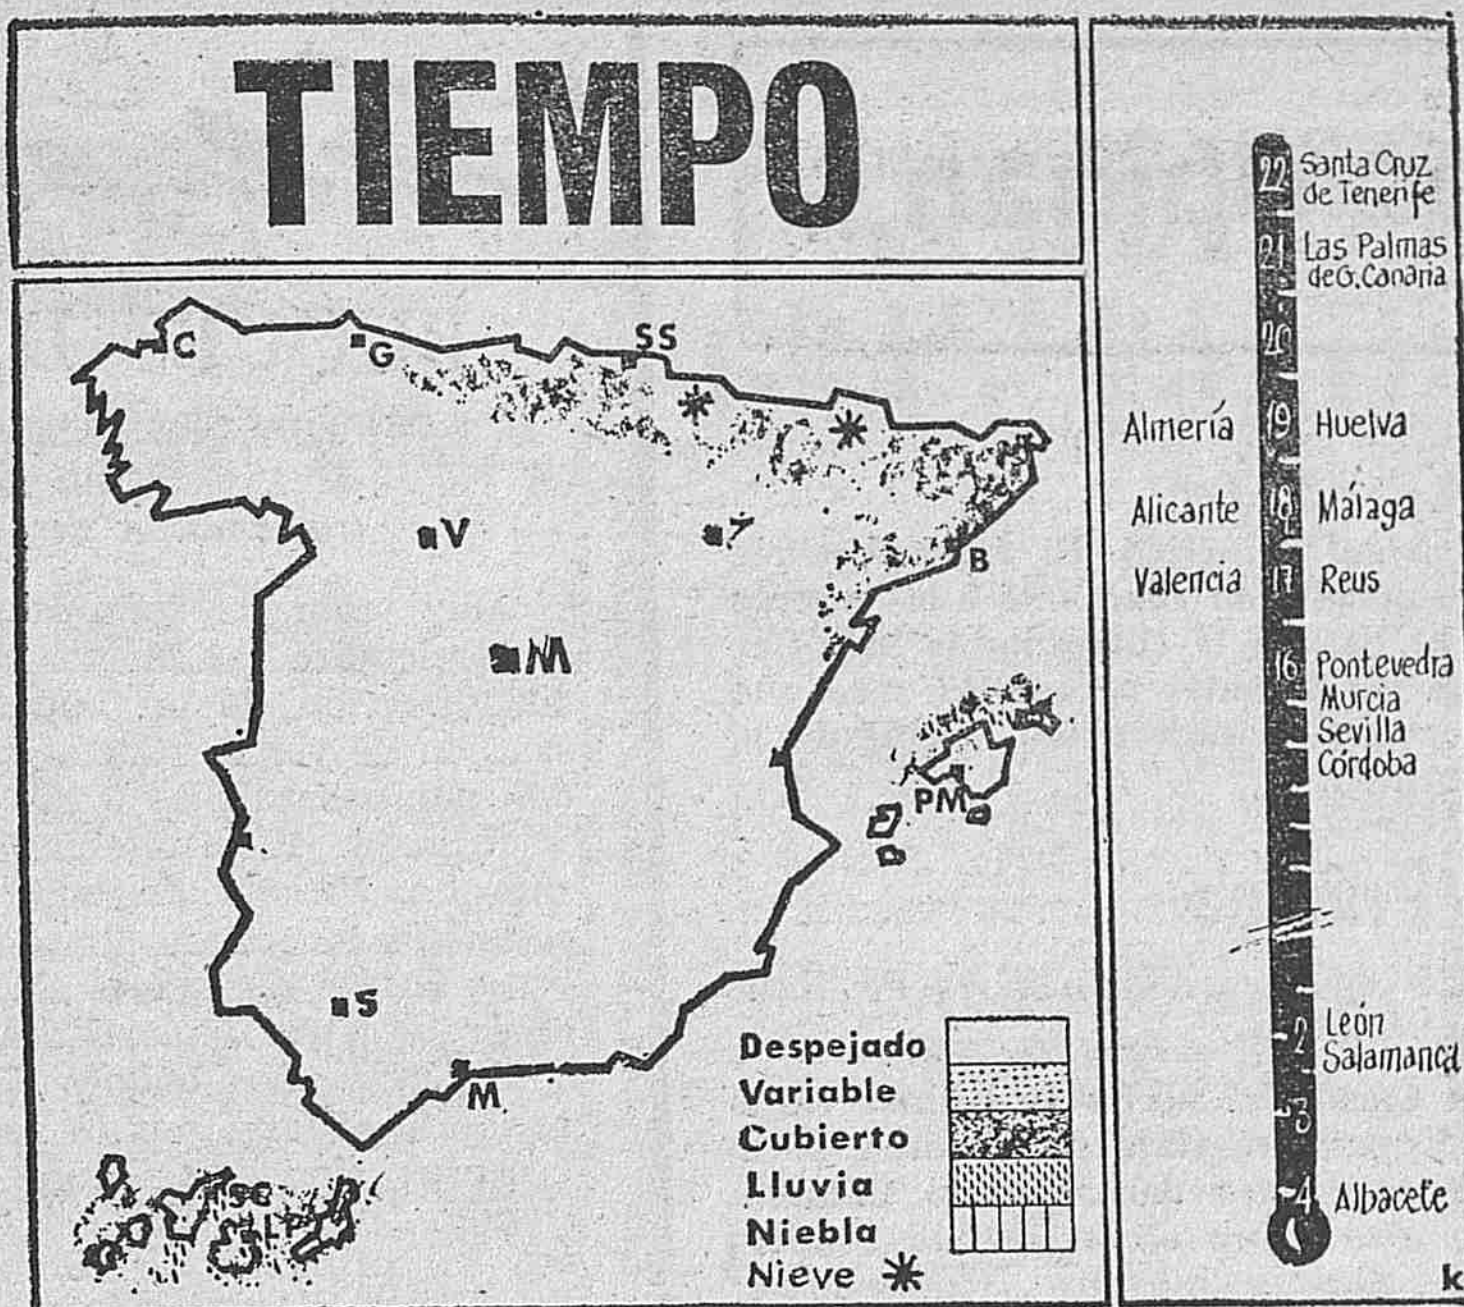 TIEMPO
C
G
SS
V
Z
B
M
PM
S
M
SC
LP
Despejado
Variable
Cubierto
Lluvia
Niebla
Nieve
22 Santa Cruz
de Tenerife
21 Las Palmas
de G. Canaria
20
Almería 19 Huelva
Alicante 18 Málaga
Valencia 17 Reus
16 Pontevedra
Murcia
Sevilla
Córdoba
-2 León
Salamanca
-3
-4 Albacete
k